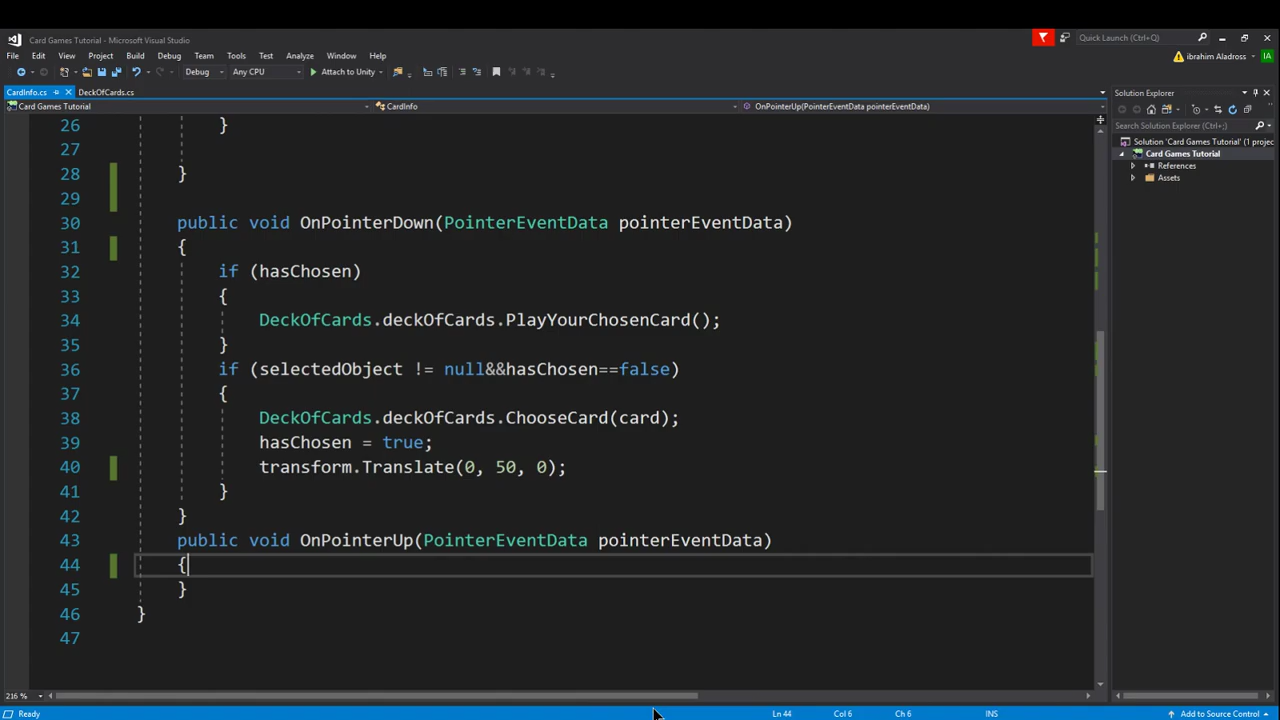 Card Games Tutorial - Microsoft Visual Studio
Quick Launch (Ctrl+Q)
File Edit View Project Build Debug Team Tools Test Analyze Window Help
ibrahim Aladross IA
Debug Any CPU Attach to Unity
CardInfo.cs DeckOfCards.cs
Solution Explorer
Card Games Tutorial CardInfo OnPointerUp(PointerEventData pointerEventData)
Search Solution Explorer (Ctrl+;)
Solution 'Card Games Tutorial' (1 projec
Card Games Tutorial
References
Assets
26 }
27
28 }
29
30 public void OnPointerDown(PointerEventData pointerEventData)
31 {
32 if (hasChosen)
33 {
34 DeckOfCards.deckOfCards.PlayYourChosenCard();
35 }
36 if (selectedObject != null&&hasChosen==false)
37 {
38 DeckOfCards.deckOfCards.ChooseCard(card);
39 hasChosen = true;
40 transform.Translate(0, 50, 0);
41 }
42 }
43 public void OnPointerUp(PointerEventData pointerEventData)
44 {
45 }
46 }
47
216 %
Ready Ln 44 Col 6 Ch 6 INS Add to Source Control